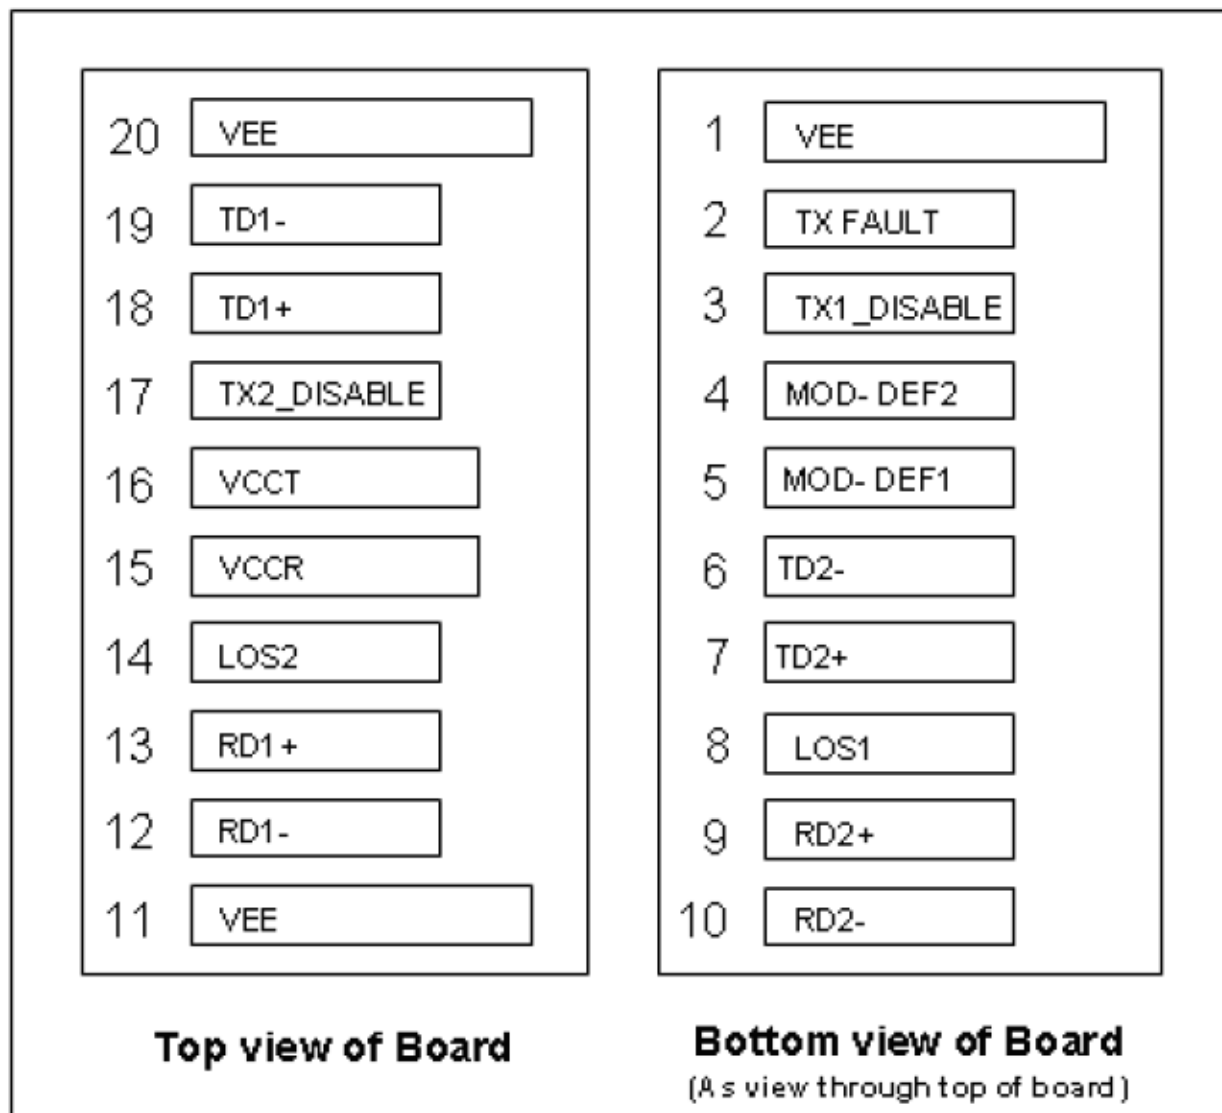 20 VEE
19 TD1-
18 TD1+
17 TX2_DISABLE
16 VCCT
15 VCCR
14 LOS2
13 RD1+
12 RD1-
11 VEE
Top view of Board
1 VEE
2 TX FAULT
3 TX1_DISABLE
4 MOD- DEF2
5 MOD- DEF1
6 TD2-
7 TD2+
8 LOS1
9 RD2+
10 RD2-
Bottom view of Board
(As view through top of board)